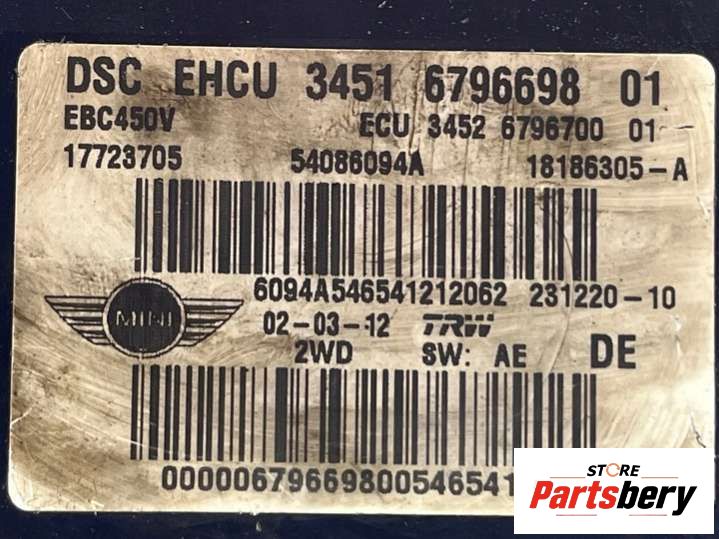 DSC EHCU 3451 6796698 01
EBC450V ECU 3452 6796700 01
17723705 54086094A 18186305-A
6094A546541212062 231220-10
MINI 02-03-12 TRW
2WD SW: AE DE
00000679669800546541
STORE
Partsbery